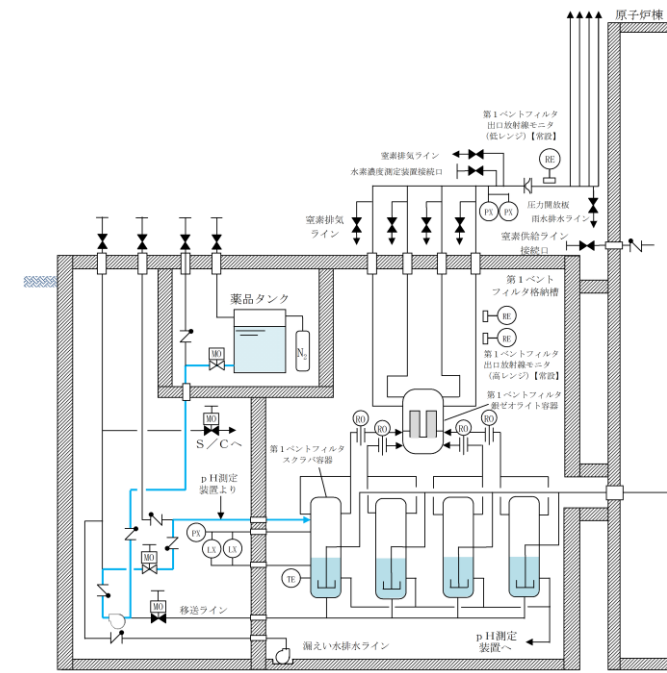 原子炉棟
第1ベントフィルタ
出口放射線モニタ
(低レンジ)【常設】
RE
窒素排気ライン
水素濃度測定装置接続口
PX
PX
圧力開放板
雨水排水ライン
窒素排気
ライン
窒素供給ライン
接続口
第1ベント
フィルタ格納槽
薬品タンク
N₂
MO
RE
RE
第1ベントフィルタ
出口放射線モニタ
(高レンジ)【常設】
第1ベントフィルタ
銀ゼオライト容器
MO
S/Cへ
RO
RO
RO
RO
第1ベントフィルタ
スクラバ容器
pH測定
装置より
PX
LX
LX
MO
TE
MO
移送ライン
漏えい水排水ライン
pH測定
装置へ